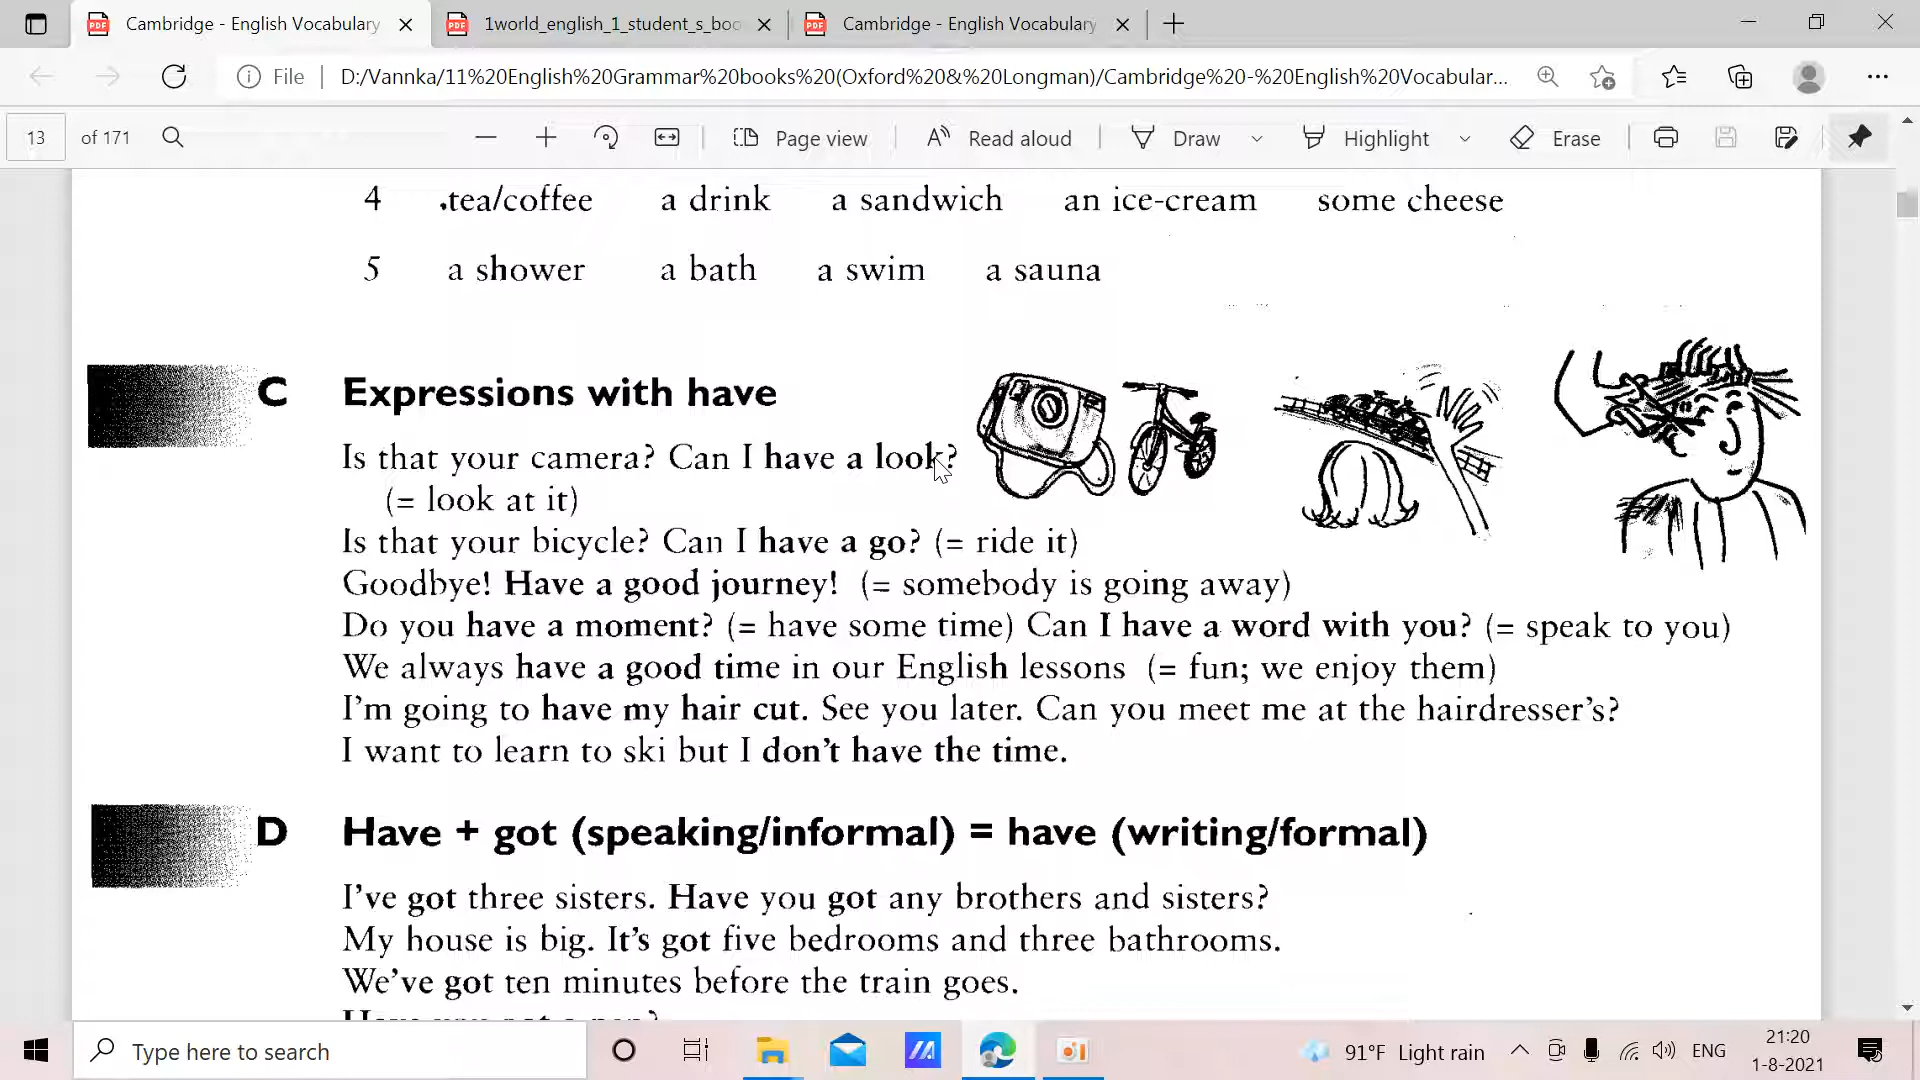 Cambridge - English Vocabulary
1world_english_1_student_s_boo
Cambridge - English Vocabulary
File
D:/Vannka/11%20English%20Grammar%20books%20(Oxford%20&%20Longman)/Cambridge%20-%20English%20Vocabular...
13 of 171
Page view
Read aloud
Draw
Highlight
Erase
4 .tea/coffee a drink a sandwich an ice-cream some cheese
5 a shower a bath a swim a sauna
C Expressions with have
Is that your camera? Can I have a look?
(= look at it)
Is that your bicycle? Can I have a go? (= ride it)
Goodbye! Have a good journey! (= somebody is going away)
Do you have a moment? (= have some time) Can I have a word with you? (= speak to you)
We always have a good time in our English lessons (= fun; we enjoy them)
I'm going to have my hair cut. See you later. Can you meet me at the hairdresser's?
I want to learn to ski but I don't have the time.
D Have + got (speaking/informal) = have (writing/formal)
I've got three sisters. Have you got any brothers and sisters?
My house is big. It's got five bedrooms and three bathrooms.
We've got ten minutes before the train goes.
Type here to search
91°F Light rain
ENG
21:20
1-8-2021